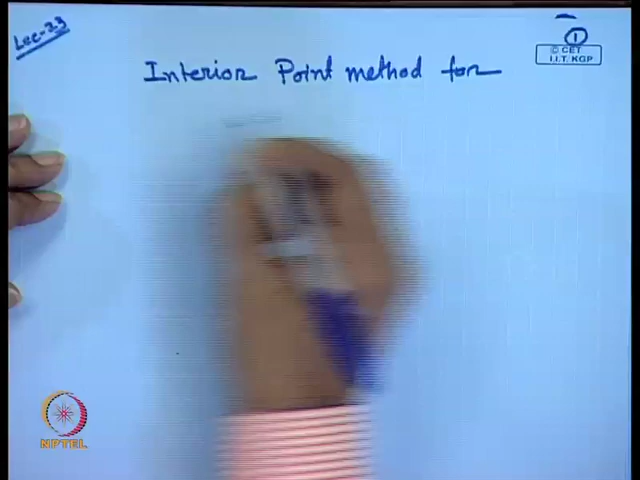 Lec-23
1
© CET
I.I.T. KGP
Interior Point method for
NPTEL